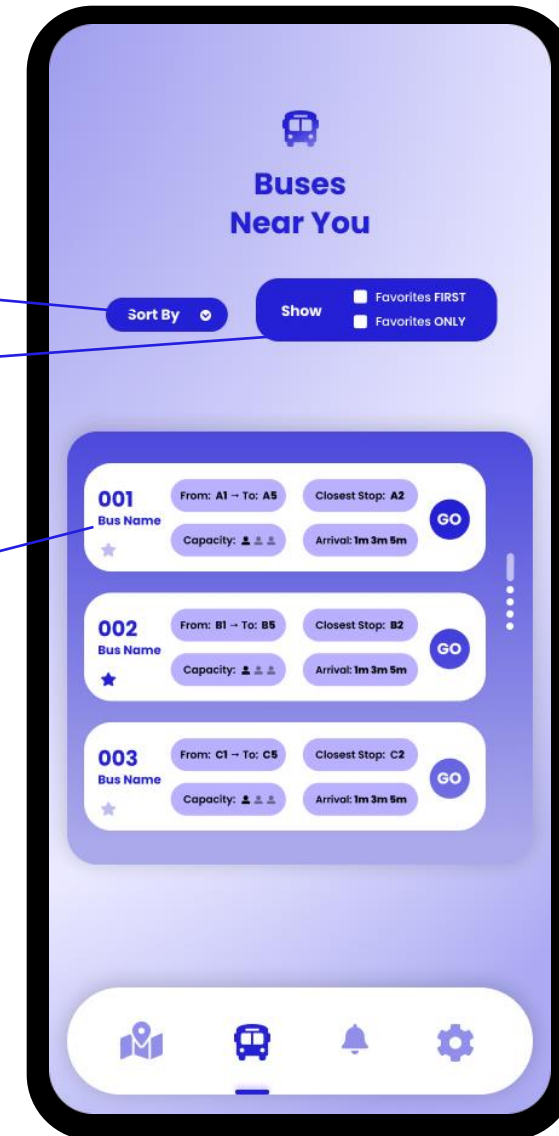 Buses
Near You
Sort By
Show
Favorites FIRST
Favorites ONLY
001
Bus Name
From: A1 → To: A5
Closest Stop: A2
Capacity:
Arrival: 1m 3m 5m
GO
002
Bus Name
From: B1 → To: B5
Closest Stop: B2
Capacity:
Arrival: 1m 3m 5m
GO
003
Bus Name
From: C1 → To: C5
Closest Stop: C2
Capacity:
Arrival: 1m 3m 5m
GO